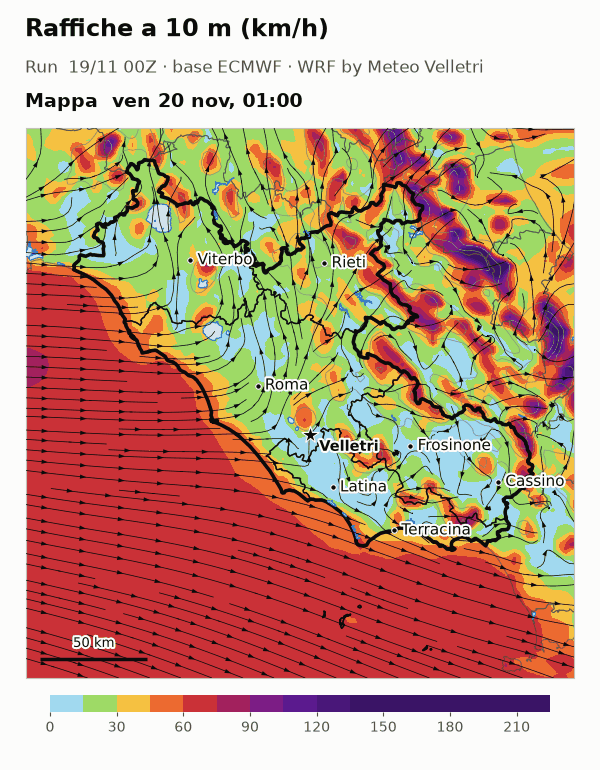 Raffiche a 10 m (km/h)
Run 19/11 00Z · base ECMWF · WRF by Meteo Velletri
Mappa ven 20 nov, 01:00
Viterbo
Rieti
Roma
Velletri
Frosinone
Latina
Cassino
Terracina
50 km
0 30 60 90 120 150 180 210